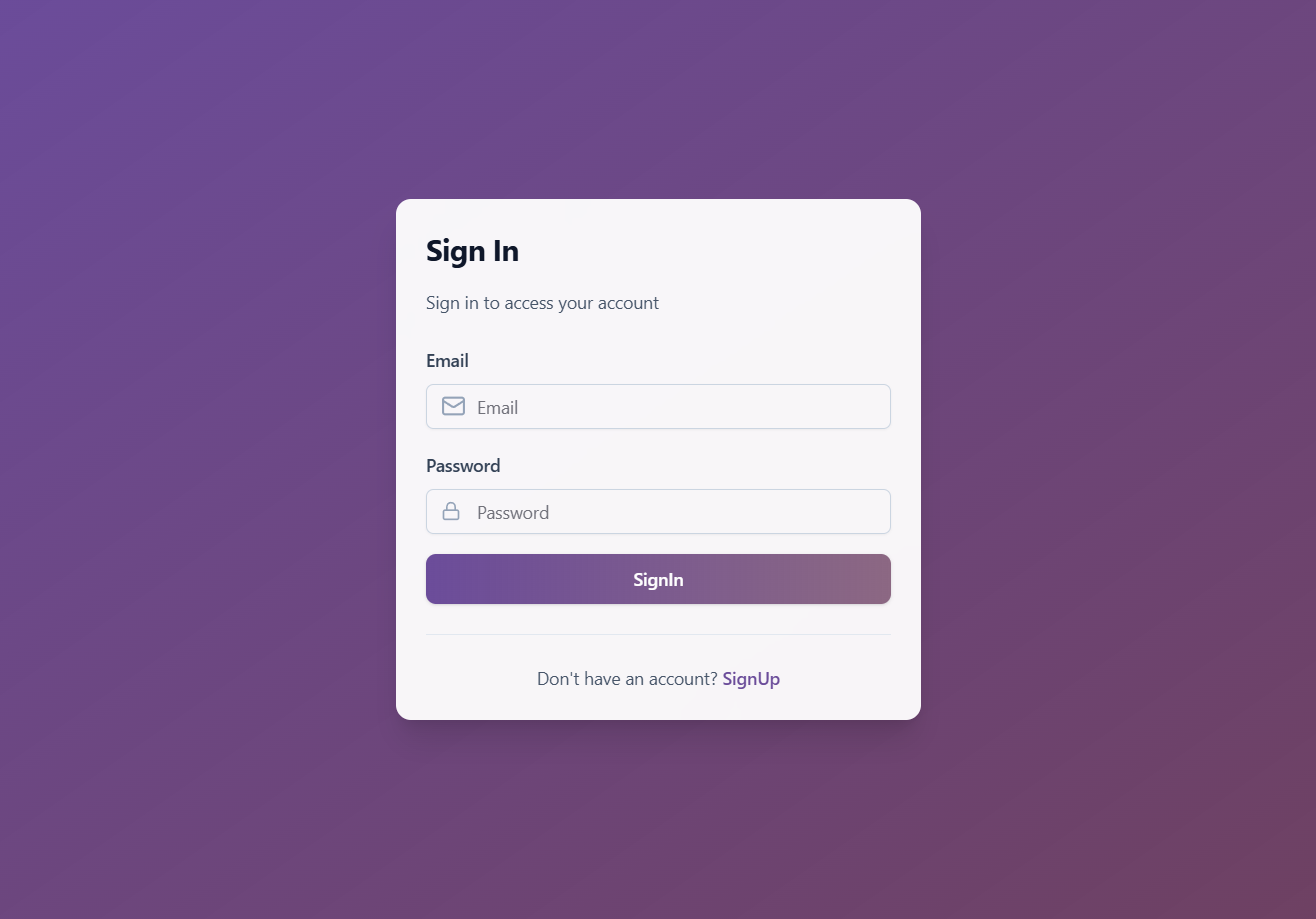 Sign In
Sign in to access your account
Email
Email
Password
Password
SignIn
Don't have an account? SignUp